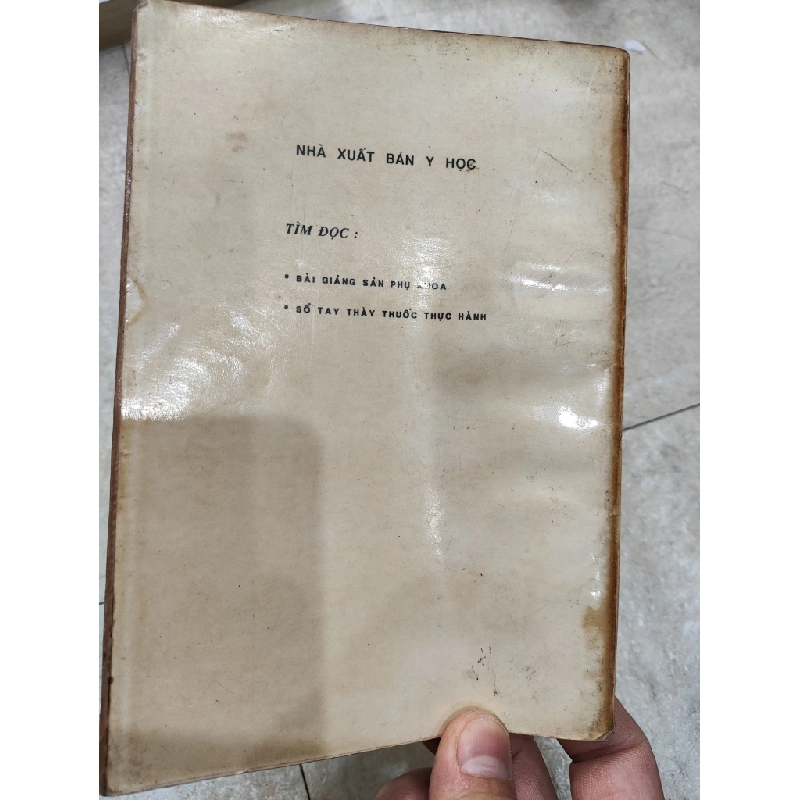 NHÀ XUẤT BẢN Y HỌC
TÌM ĐỌC :
* BÀI GIẢNG SẢN PHỤ KHOA
* SỔ TAY THẦY THUỐC THỰC HÀNH